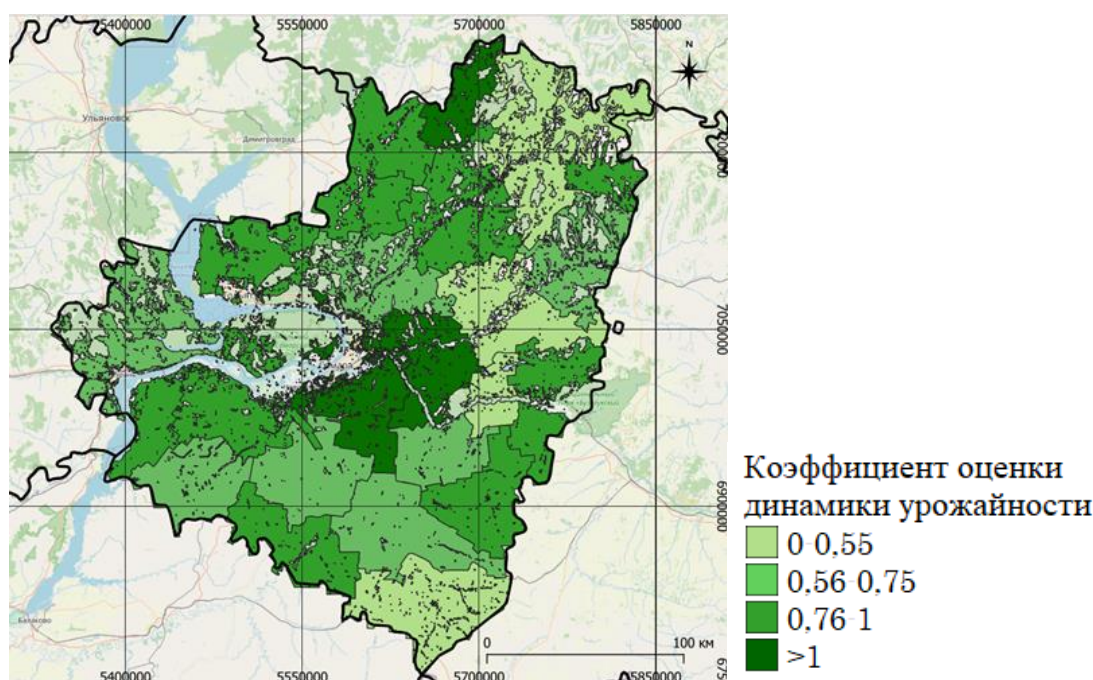 5400000 5550000 5700000 5850000
N
Ульяновск
Димитровград
7050000
6900000
Балаково
0 100 км
5400000 5550000 5700000 5850000
Коэффициент оценки
динамики урожайности
0-0,55
0,56-0,75
0,76-1
>1